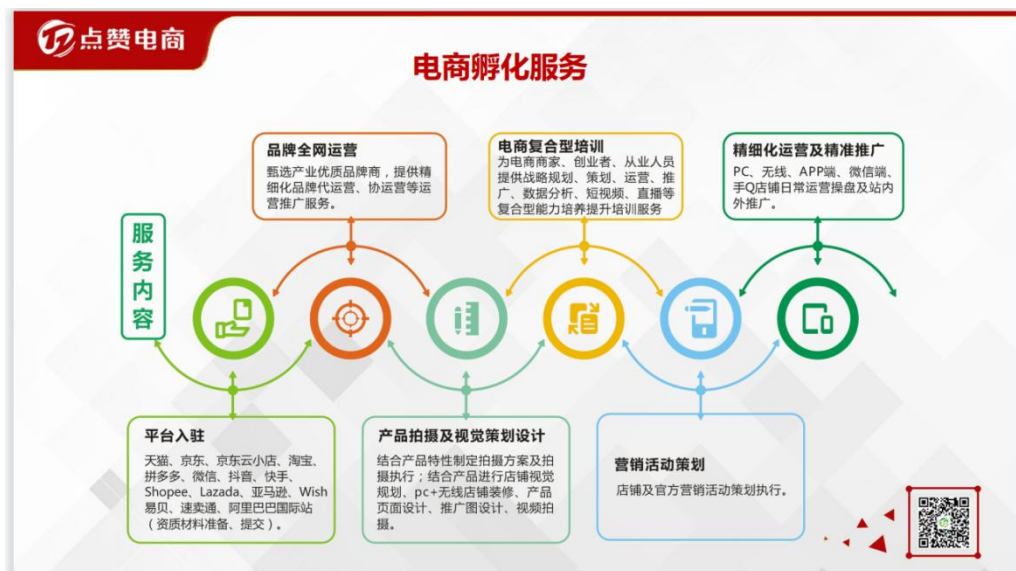 点赞电商
电商孵化服务
服务内容
品牌全网运营
甄选产业优质品牌商，提供精
细化品牌代运营、协运营等运
营推广服务。
电商复合型培训
为电商商家、创业者、从业人员
提供战略规划、策划、运营、推
广、数据分析、短视频、直播等
复合型能力培养提升培训服务
精细化运营及精准推广
PC、无线、APP端、微信端、
手Q店铺日常运营操盘及站内
外推广。
平台入驻
天猫、京东、京东云小店、淘宝、
拼多多、微信、抖音、快手、
Shopee、Lazada、亚马逊、Wish
易贝、速卖通、阿里巴巴国际站
（资质材料准备、提交）。
产品拍摄及视觉策划设计
结合产品特性制定拍摄方案及拍
摄执行；结合产品进行店铺视觉
规划、pc+无线店铺装修、产品
页面设计、推广图设计、视频拍
摄。
营销活动策划
店铺及官方营销活动策划执行。